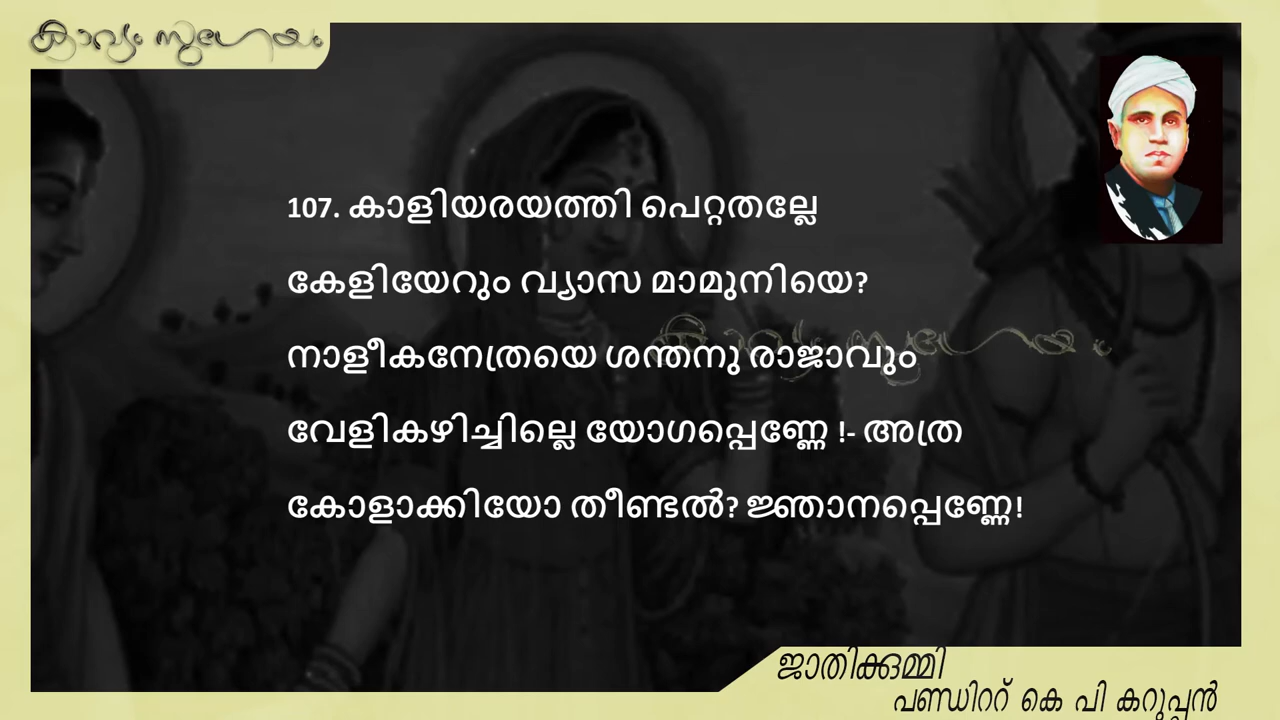 കാവ്യം സുഗേയം
107. കാളിയരയത്തി പെറ്റതല്ലേ
കേളിയേറും വ്യാസ മാമുനിയെ?
കാവ്യം സുഗേയം
നാളീകനേത്രയെ ശന്തനു രാജാവും
വേളികഴിച്ചില്ലെ യോഗപ്പെണ്ണേ !- അത്ര
കോളാക്കിയോ തീണ്ടൽ? ജ്ഞാനപ്പെണ്ണേ!
ജാതിക്കുമ്മി
പണ്ഡിററ് കെ പി കറുപ്പൻ